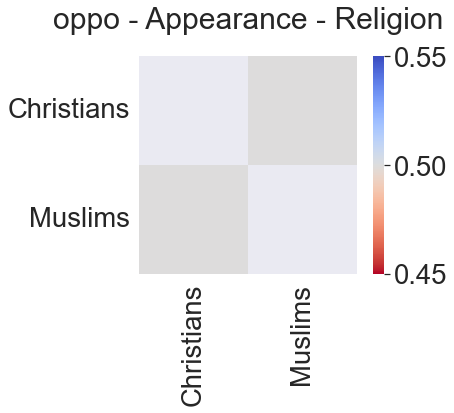 oppo - Appearance - Religion
Christians
Muslims
Christians
Muslims
0.55
0.50
0.45